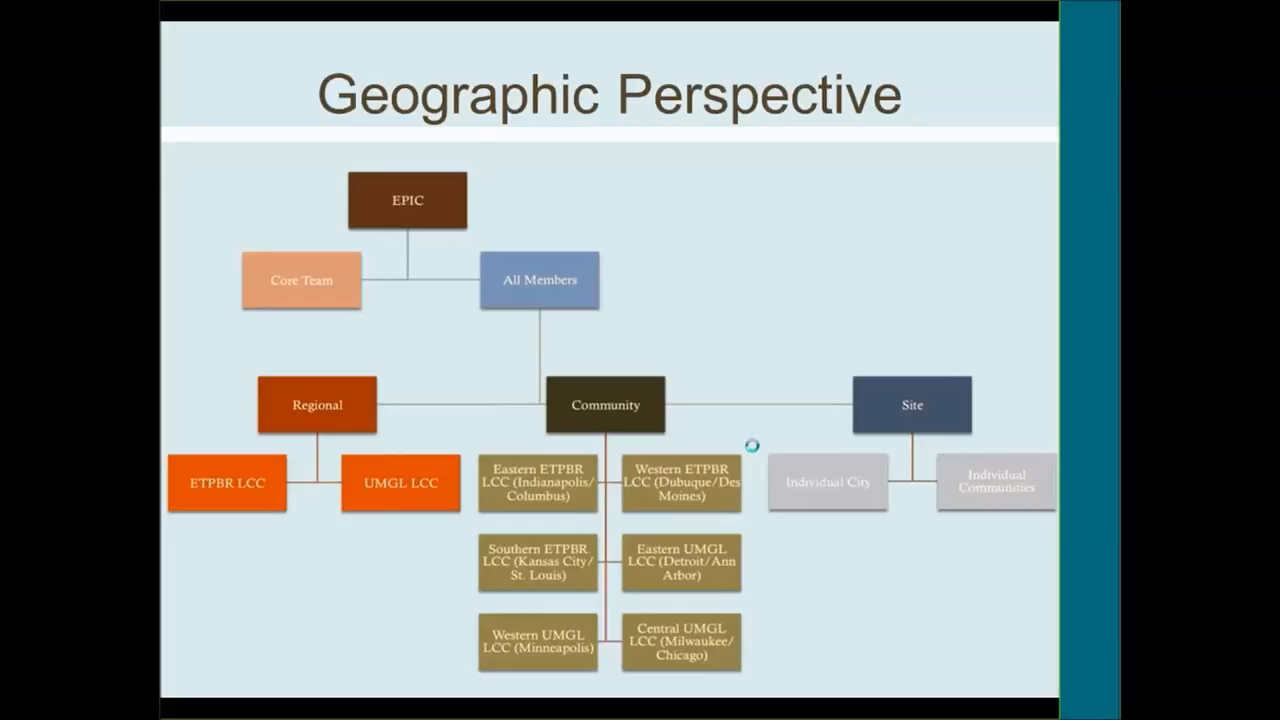 Geographic Perspective
EPIC
Core Team
All Members
Regional
Community
Site
ETPBR LCC
UMGL LCC
Eastern ETPBR
LCC (Indianapolis/
Columbus)
Western ETPBR
LCC (Dubuque/Des
Moines)
Individual City
Individual
Communities
Southern ETPBR
LCC (Kansas City/
St. Louis)
Eastern UMGL
LCC (Detroit/Ann
Arbor)
Western UMGL
LCC (Minneapolis)
Central UMGL
LCC (Milwaukee/
Chicago)